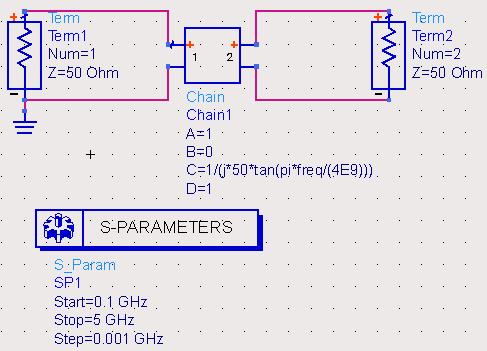 Term
Term1
Num=1
Z=50 Ohm
1
2
Term
Term2
Num=2
Z=50 Ohm
Chain
Chain1
A=1
B=0
C=1/(j*50*tan(pi*freq/(4E9)))
D=1
S-PARAMETERS
S_Param
SP1
Start=0.1 GHz
Stop=5 GHz
Step=0.001 GHz